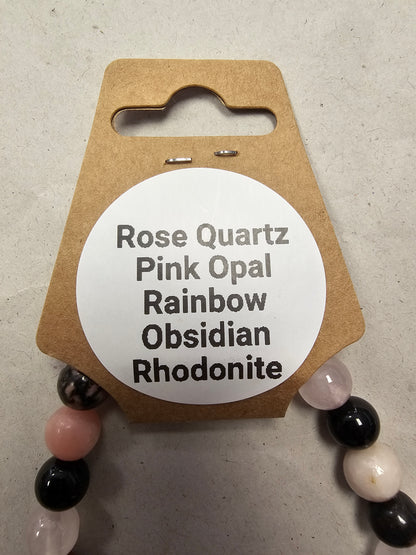 Rose Quartz
Pink Opal
Rainbow
Obsidian
Rhodonite